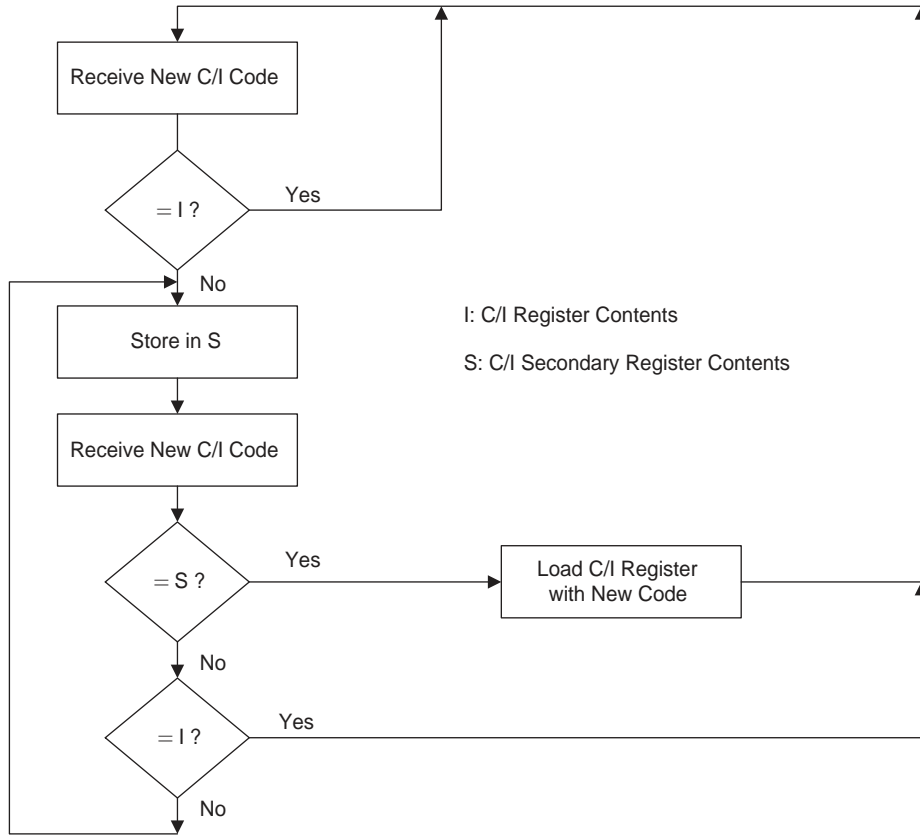 Receive New C/I Code
= I ?
Yes
No
Store in S
I: C/I Register Contents
S: C/I Secondary Register Contents
Receive New C/I Code
= S ?
Yes
Load C/I Register
with New Code
No
= I ?
Yes
No